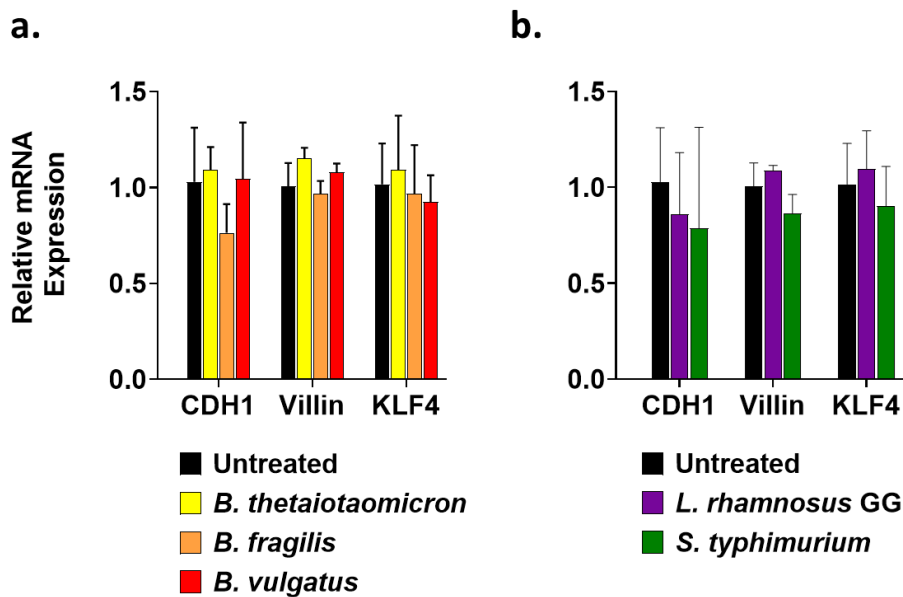 a.
Relative mRNA
Expression
1.5
1.0
0.5
0.0
CDH1 Villin KLF4
Untreated
B. thetaiotaomicron
B. fragilis
B. vulgatus
b.
1.5
1.0
0.5
0.0
CDH1 Villin KLF4
Untreated
L. rhamnosus GG
S. typhimurium